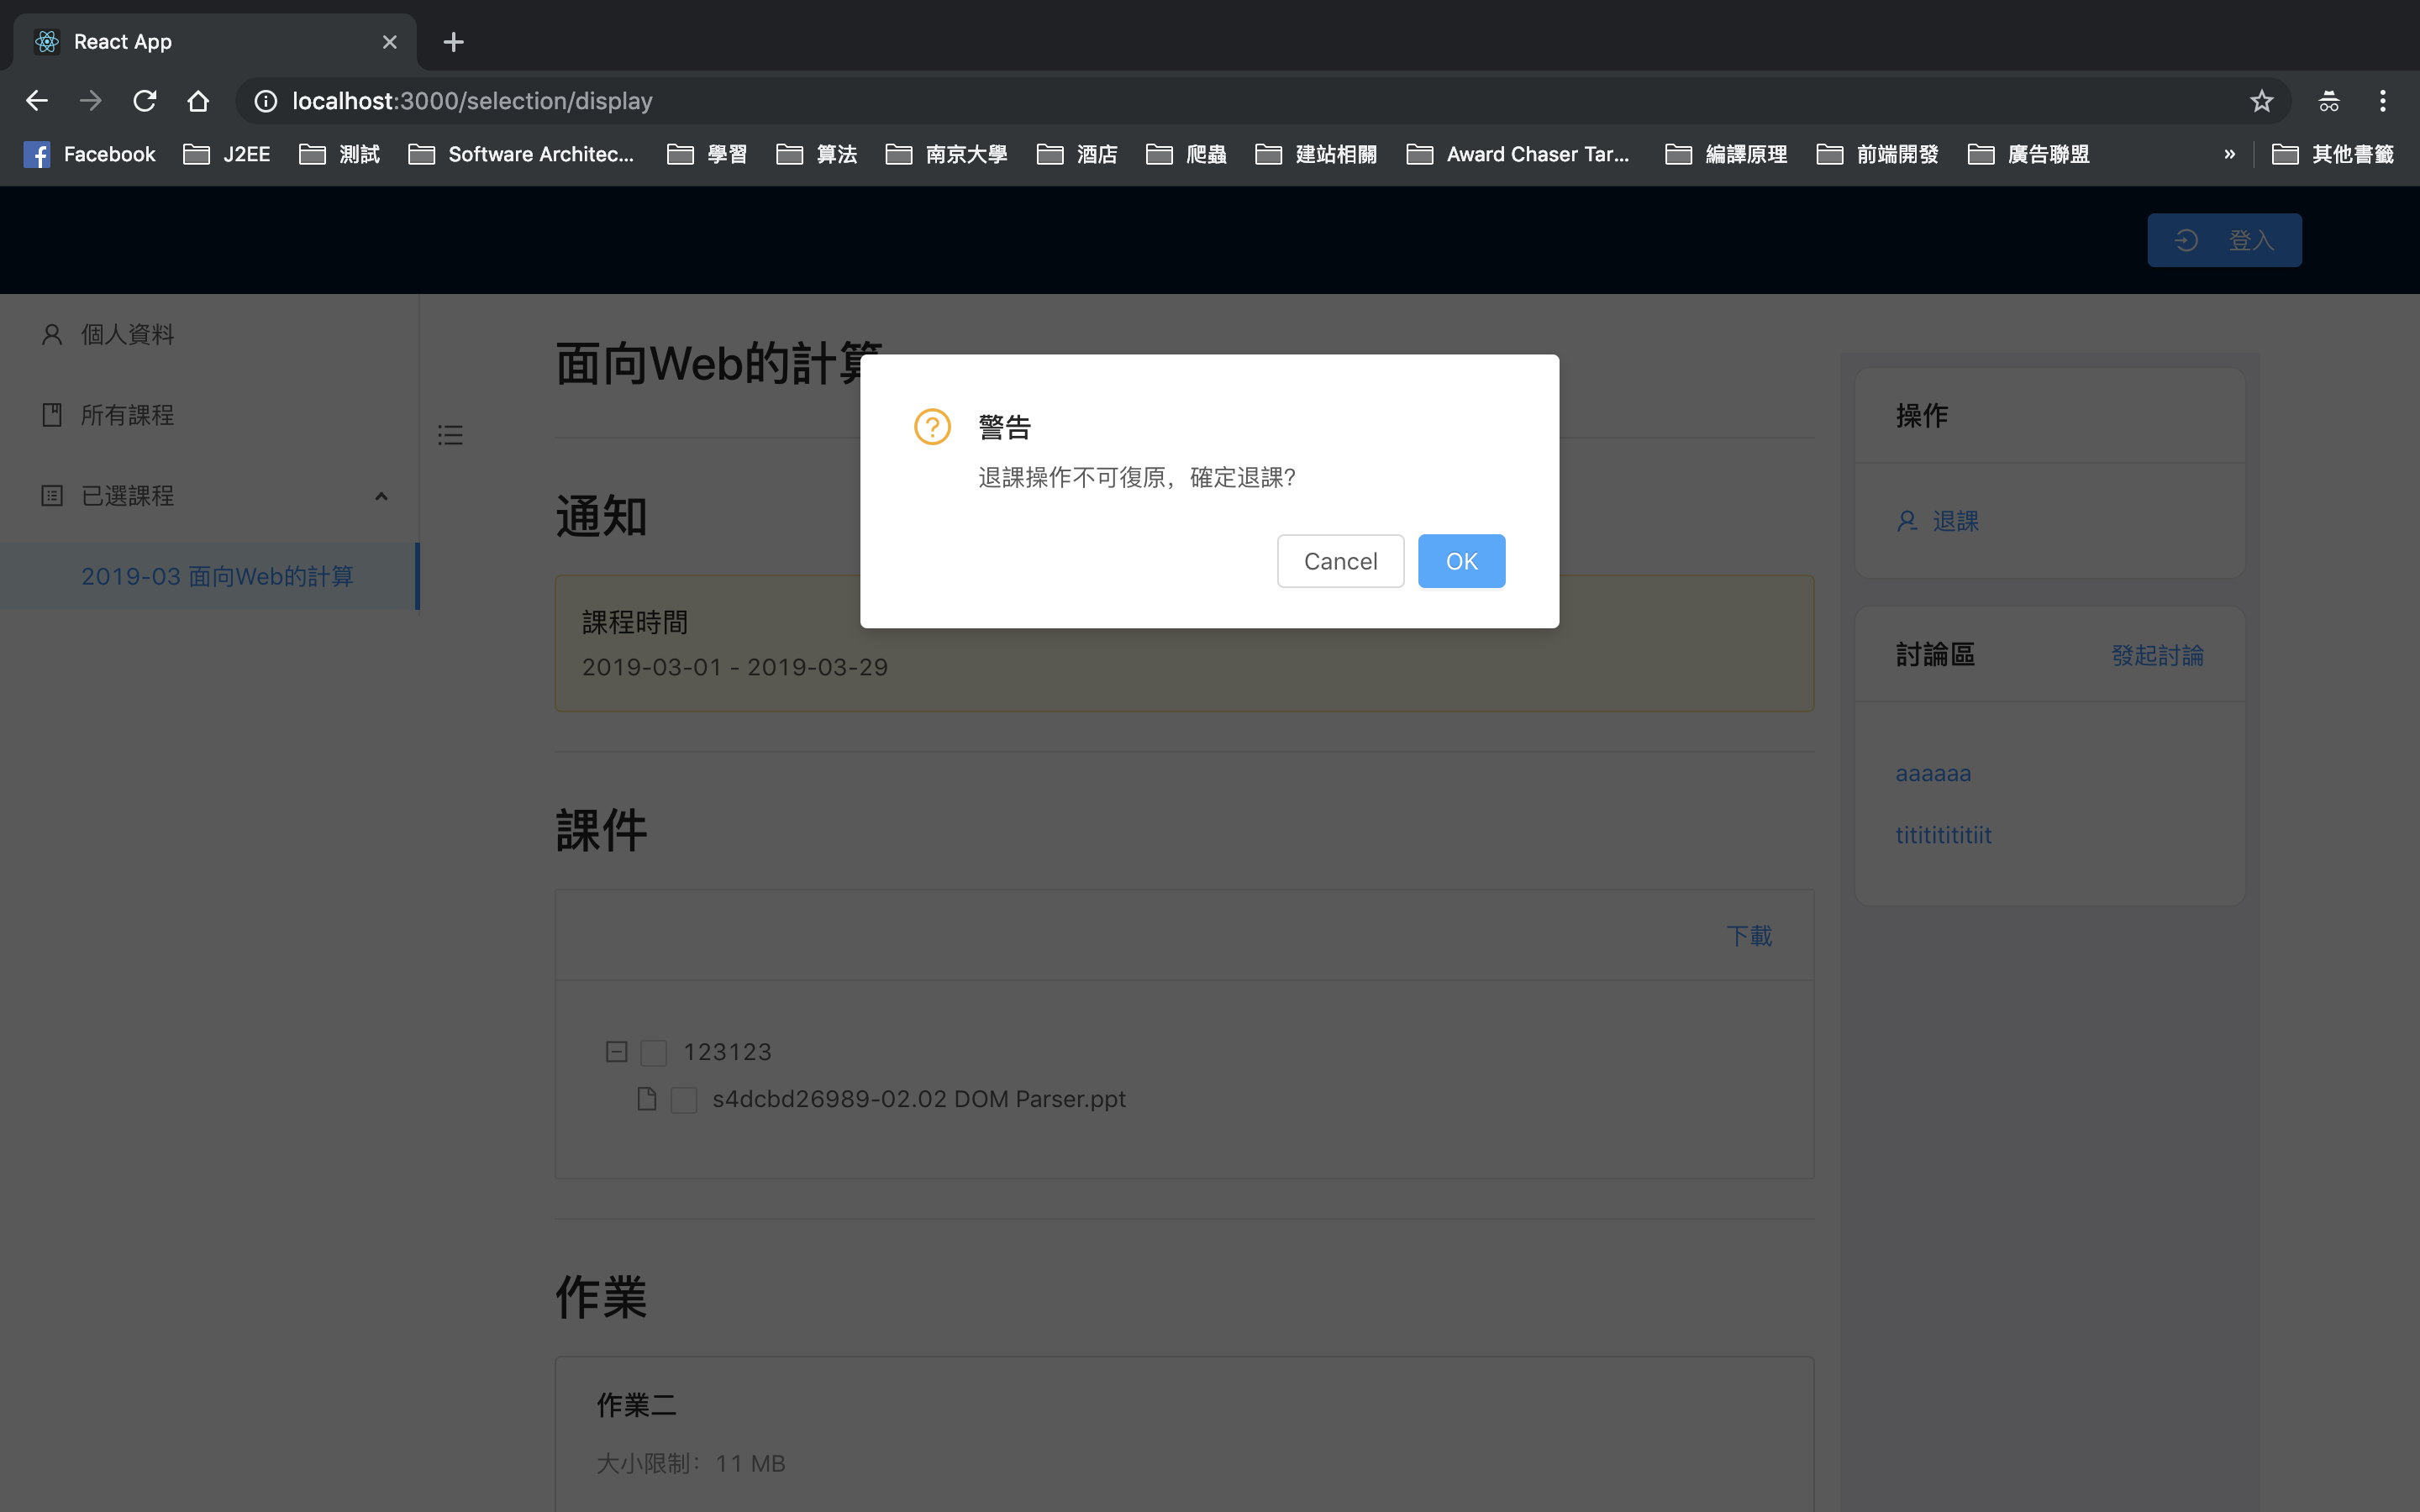 React App
localhost:3000/selection/display
Facebook J2EE 測試 Software Architec... 學習 算法 南京大學 酒店 爬蟲 建站相關 Award Chaser Tar... 編譯原理 前端開發 廣告聯盟 » 其他書籤
登入
個人資料
所有課程
已選課程
2019-03 面向Web的計算
面向Web的計算
警告
退課操作不可復原，確定退課?
Cancel OK
通知
課程時間
2019-03-01 - 2019-03-29
課件
下載
123123
s4dcbd26989-02.02 DOM Parser.ppt
作業
作業二
大小限制：11 MB
操作
退課
討論區 發起討論
aaaaaa
titititititiit